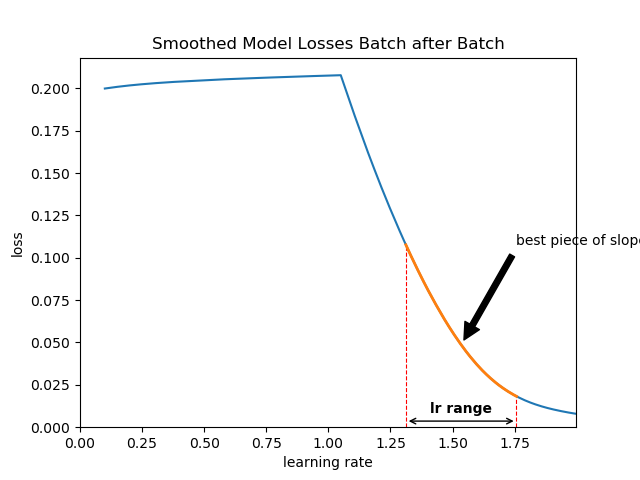 Smoothed Model Losses Batch after Batch
0.200
0.175
0.150
0.125
0.100
0.075
0.050
0.025
0.000
loss
best piece of slope
lr range
0.00 0.25 0.50 0.75 1.00 1.25 1.50 1.75
learning rate